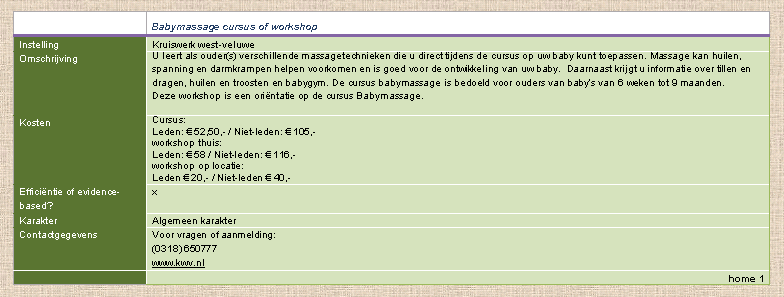 Babymassage cursus of workshop
Instelling Kruiswerk west-veluwe
Omschrijving U leert als ouder(s) verschillende massagetechnieken die u direct tijdens de cursus op uw baby kunt toepassen. Massage kan huilen,
spanning en darmkrampen helpen voorkomen en is goed voor de ontwikkeling van uw baby. Daarnaast krijgt u informatie over tillen en
dragen, huilen en troosten en babygym. De cursus babymassage is bedoeld voor ouders van baby's van 6 weken tot 9 maanden.
Deze workshop is een oriëntatie op de cursus Babymassage.
Kosten Cursus:
Leden: €52,50,- / Niet-leden: €105,-
workshop thuis:
Leden: €58 / Niet-leden: €116,-
workshop op locatie:
Leden €20,- / Niet-leden €40,-
Efficiëntie of evidence- x
based?
Karakter Algemeen karakter
Contactgegevens Voor vragen of aanmelding:
(0318) 650777
www.kwv.nl
home 1